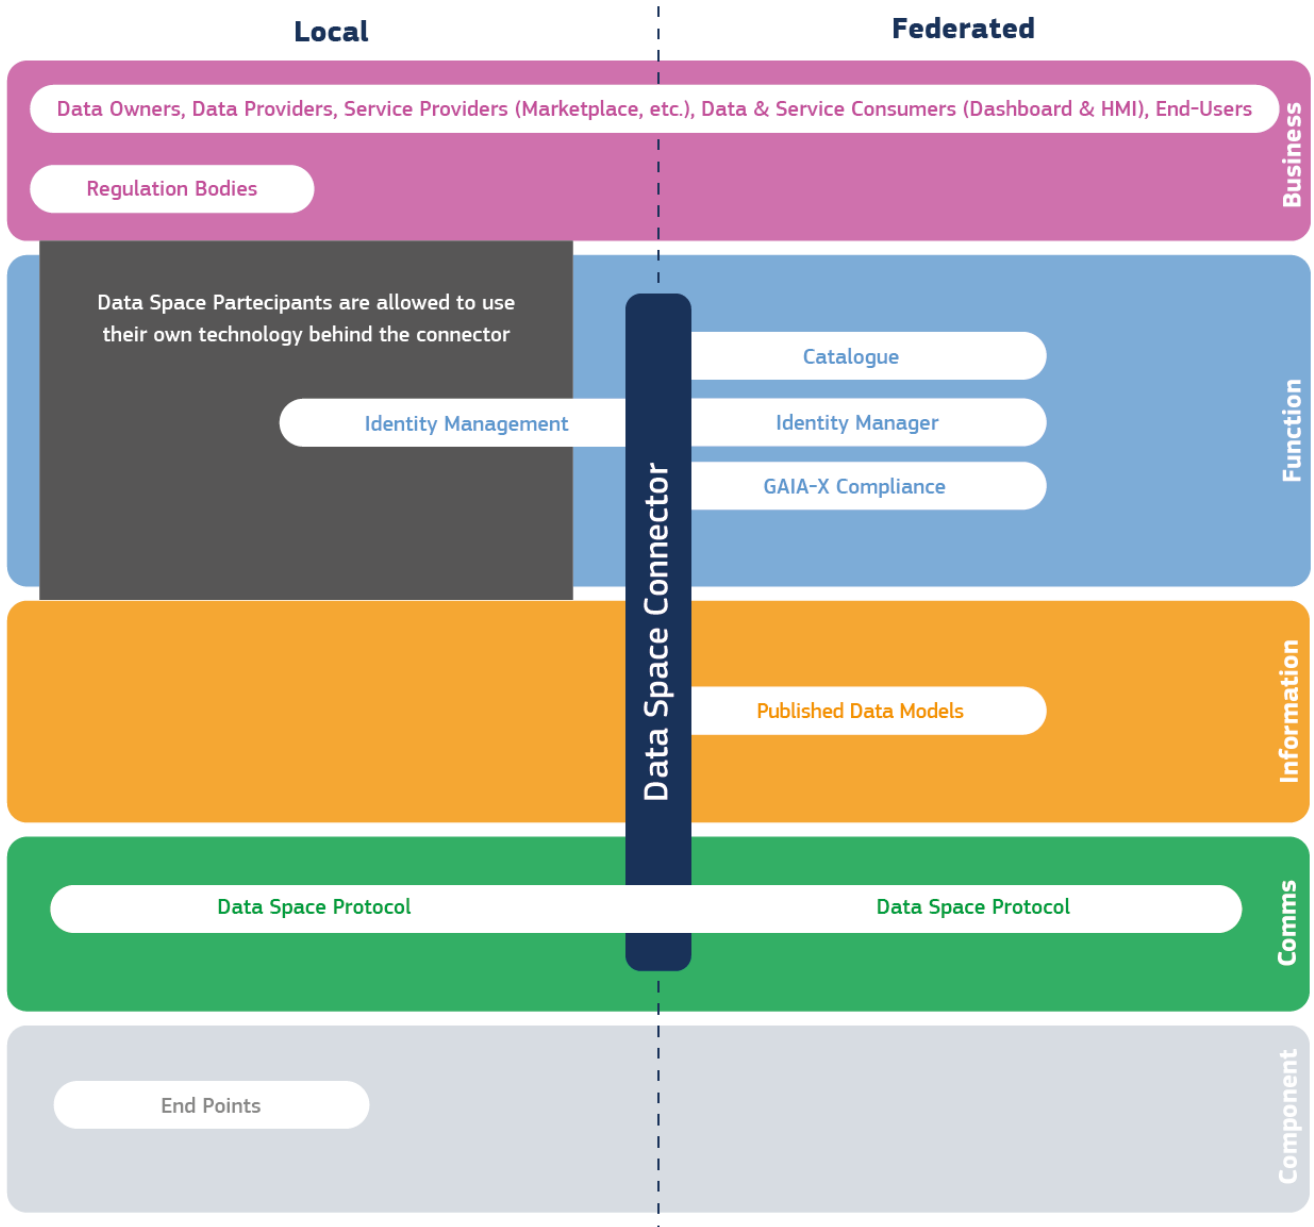 Local
Federated
Data Owners, Data Providers, Service Providers (Marketplace, etc.), Data & Service Consumers (Dashboard & HMI), End-Users
Regulation Bodies
Business
Data Space Partecipants are allowed to use
their own technology behind the connector
Catalogue
Identity Management
Identity Manager
GAIA-X Compliance
Function
Data Space Connector
Published Data Models
Information
Data Space Protocol
Data Space Protocol
Comms
End Points
Component